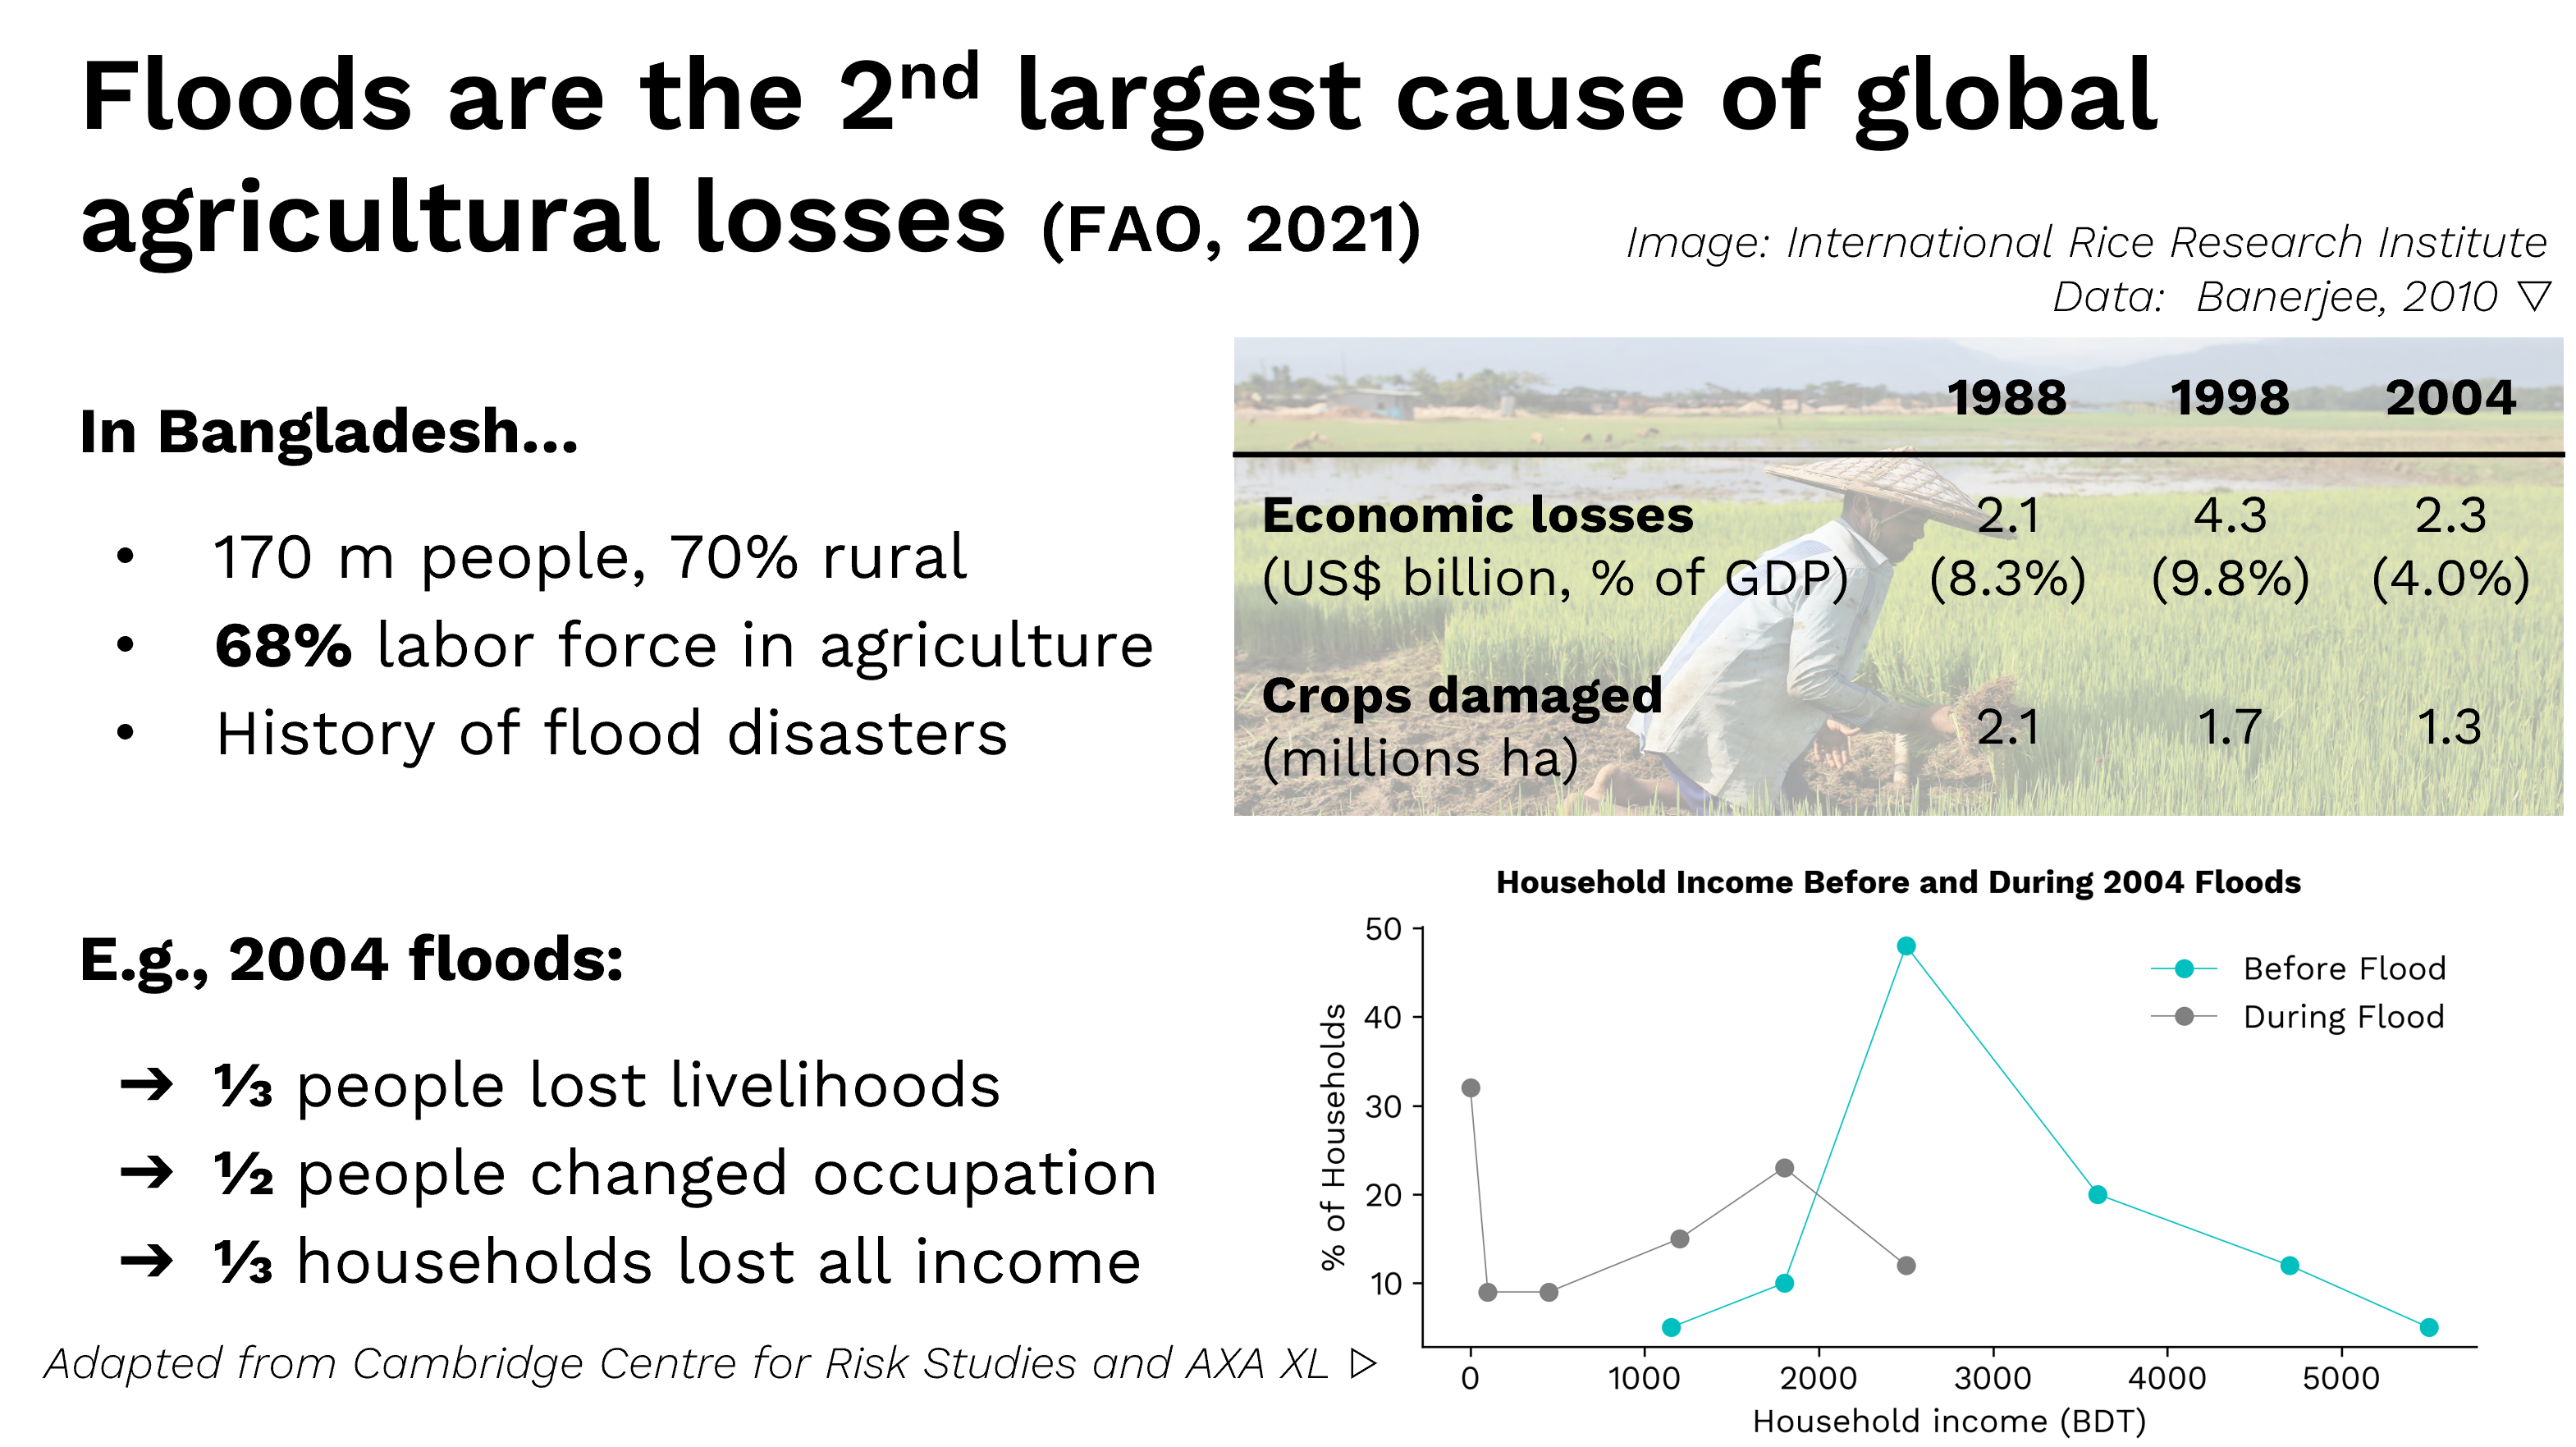 Floods are the 2nd largest cause of global
agricultural losses (FAO, 2021)
Image: International Rice Research Institute
Data: Banerjee, 2010 ▽
In Bangladesh...
• 170 m people, 70% rural
• 68% labor force in agriculture
• History of flood disasters
1988 1998 2004
Economic losses 2.1 4.3 2.3
(US$ billion, % of GDP) (8.3%) (9.8%) (4.0%)
Crops damaged
(millions ha) 2.1 1.7 1.3
E.g., 2004 floods:
➔ ⅓ people lost livelihoods
➔ ½ people changed occupation
➔ ⅓ households lost all income
Adapted from Cambridge Centre for Risk Studies and AXA XL ▷
Household Income Before and During 2004 Floods
50
40
30
20
10
% of Households
Before Flood
During Flood
0 1000 2000 3000 4000 5000
Household income (BDT)